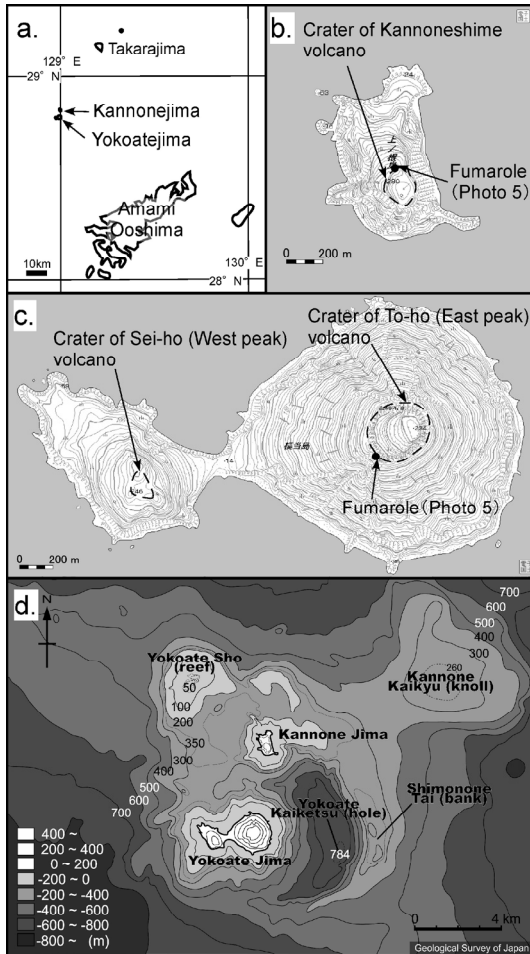 a.
Takarajima
129° E
29° N
Kannonejima
Yokoatejima
Amami
Ooshima
10km
130° E
28° N
b.
Crater of Kannoneshime
volcano
Fumarole
(Photo 5)
0 200 m
c.
Crater of Sei-ho (West peak)
volcano
Crater of To-ho (East peak)
volcano
横当島
Fumarole(Photo 5)
0 200 m
d.
N
700
600
500
400
300
260
Kannone
Kaikyu (knoll)
Yokoate Sho
(reef)
50
100
200
350
300
400
500
600
700
Kannone Jima
Yokoate
Kaiketsu (hole)
Shimonone
Tai (bank)
784
Yokoate Jima
400 ~
200 ~ 400
0 ~ 200
-200 ~ 0
-200 ~ -400
-400 ~ -600
-600 ~ -800
-800 ~ (m)
0 4 km
Geological Survey of Japan